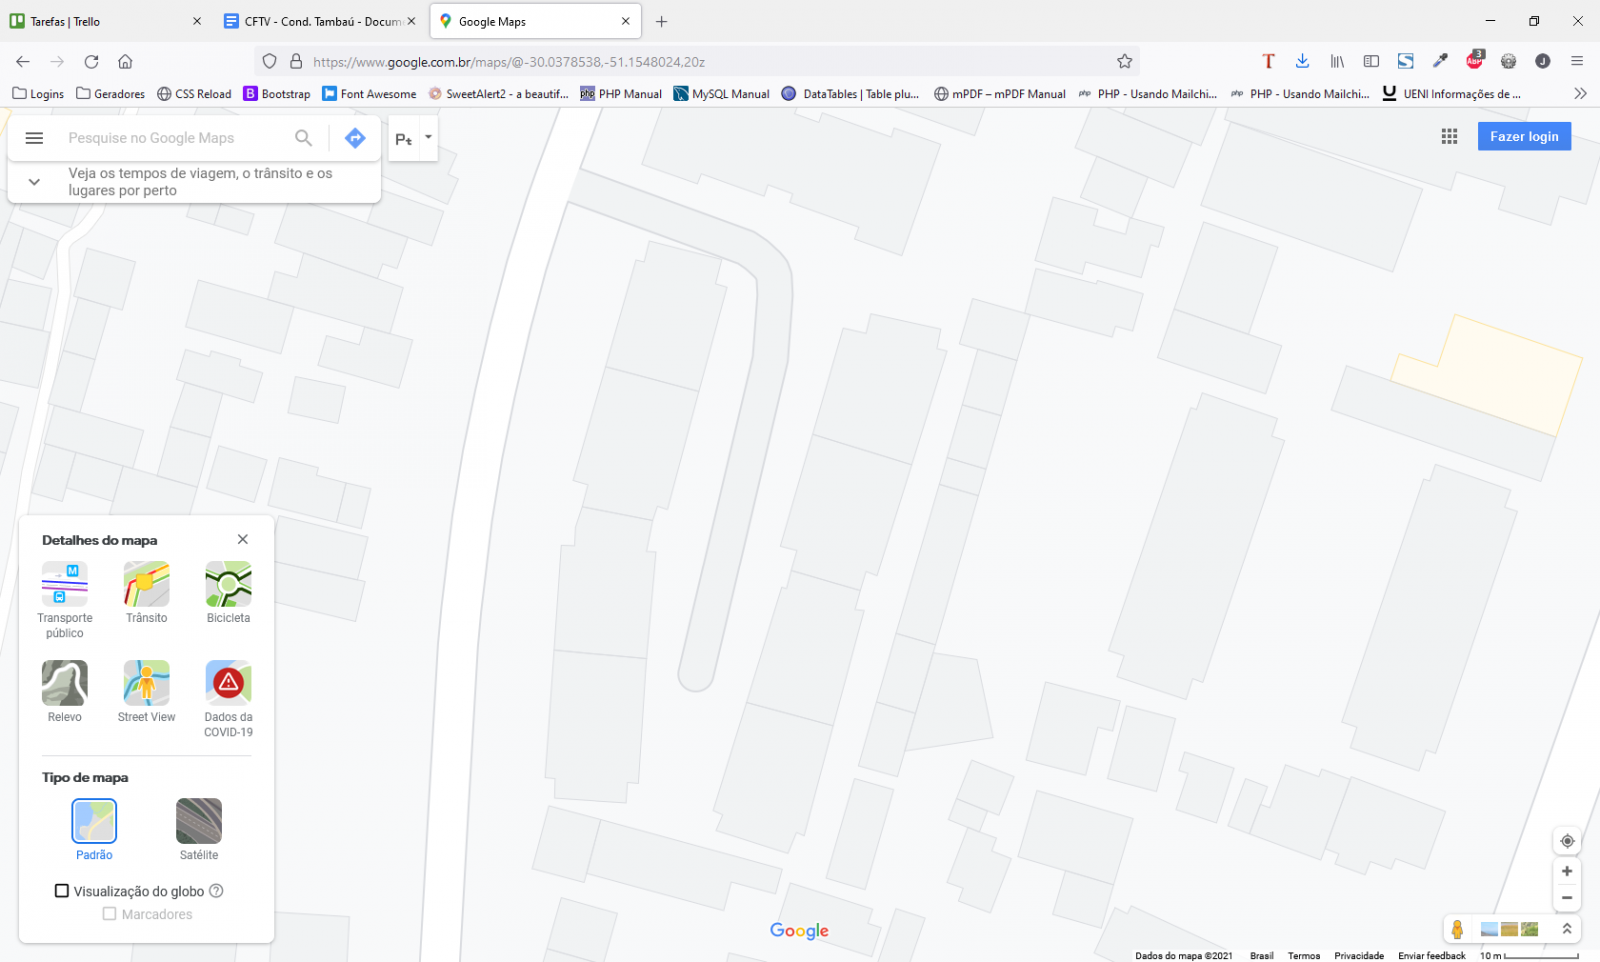 Tarefas | Trello
CFTV - Cond. Tambaú - Docum
Google Maps
https://www.google.com.br/maps/@-30.0378538,-51.1548024,20z
T
3
ABP
J
Logins
Geradores
CSS Reload
B Bootstrap
Font Awesome
SweetAlert2 - a beautif...
php PHP Manual
MySQL Manual
DataTables | Table plu...
mPDF – mPDF Manual
php PHP - Usando Mailchi...
php PHP - Usando Mailchi...
U UENI Informações de ...
Pesquise no Google Maps
Veja os tempos de viagem, o trânsito e os
lugares por perto
Fazer login
Detalhes do mapa
M
Transporte
público
Trânsito
Bicicleta
Relevo
Street View
Dados da
COVID-19
Tipo de mapa
Padrão
Satélite
Visualização do globo ?
Marcadores
Google
Dados do mapa ©2021
Brasil
Termos
Privacidade
Enviar feedback
10 m